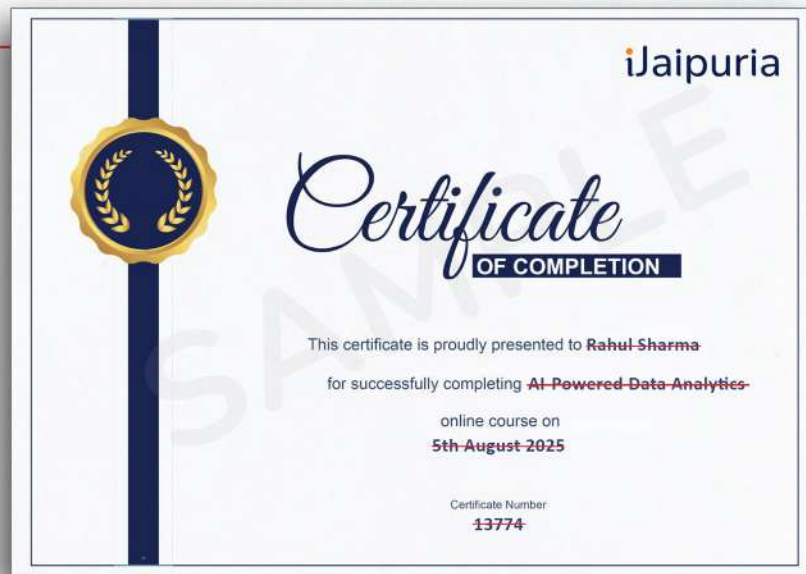 iJaipuria
SAMPLE
Certificate
OF COMPLETION
This certificate is proudly presented to Rahul Sharma
for successfully completing AI-Powered Data Analytics
online course on
5th August 2025
Certificate Number
13774